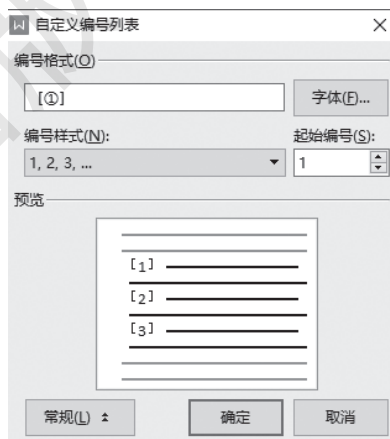 自定义编号列表
编号格式(O)
[①]
字体(F)...
编号样式(N):
起始编号(S):
1, 2, 3, ...
1
预览
[1]
[2]
[3]
常规(L)
确定
取消